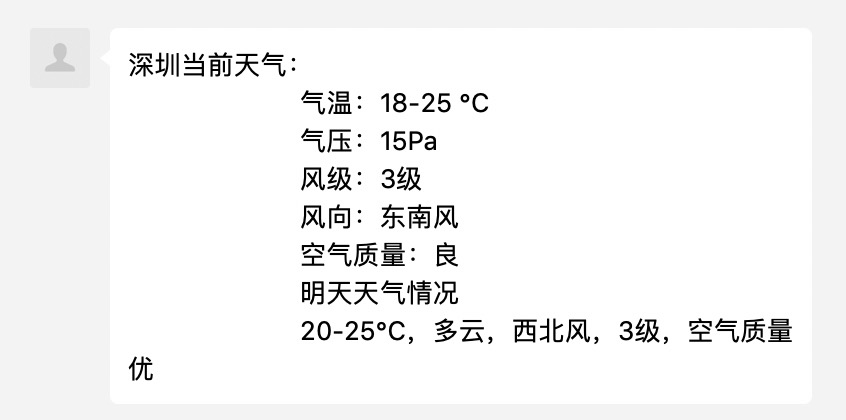 深圳当前天气：
气温：18-25 °C
气压：15Pa
风级：3级
风向：东南风
空气质量：良
明天天气情况
20-25°C，多云，西北风，3级，空气质量
优